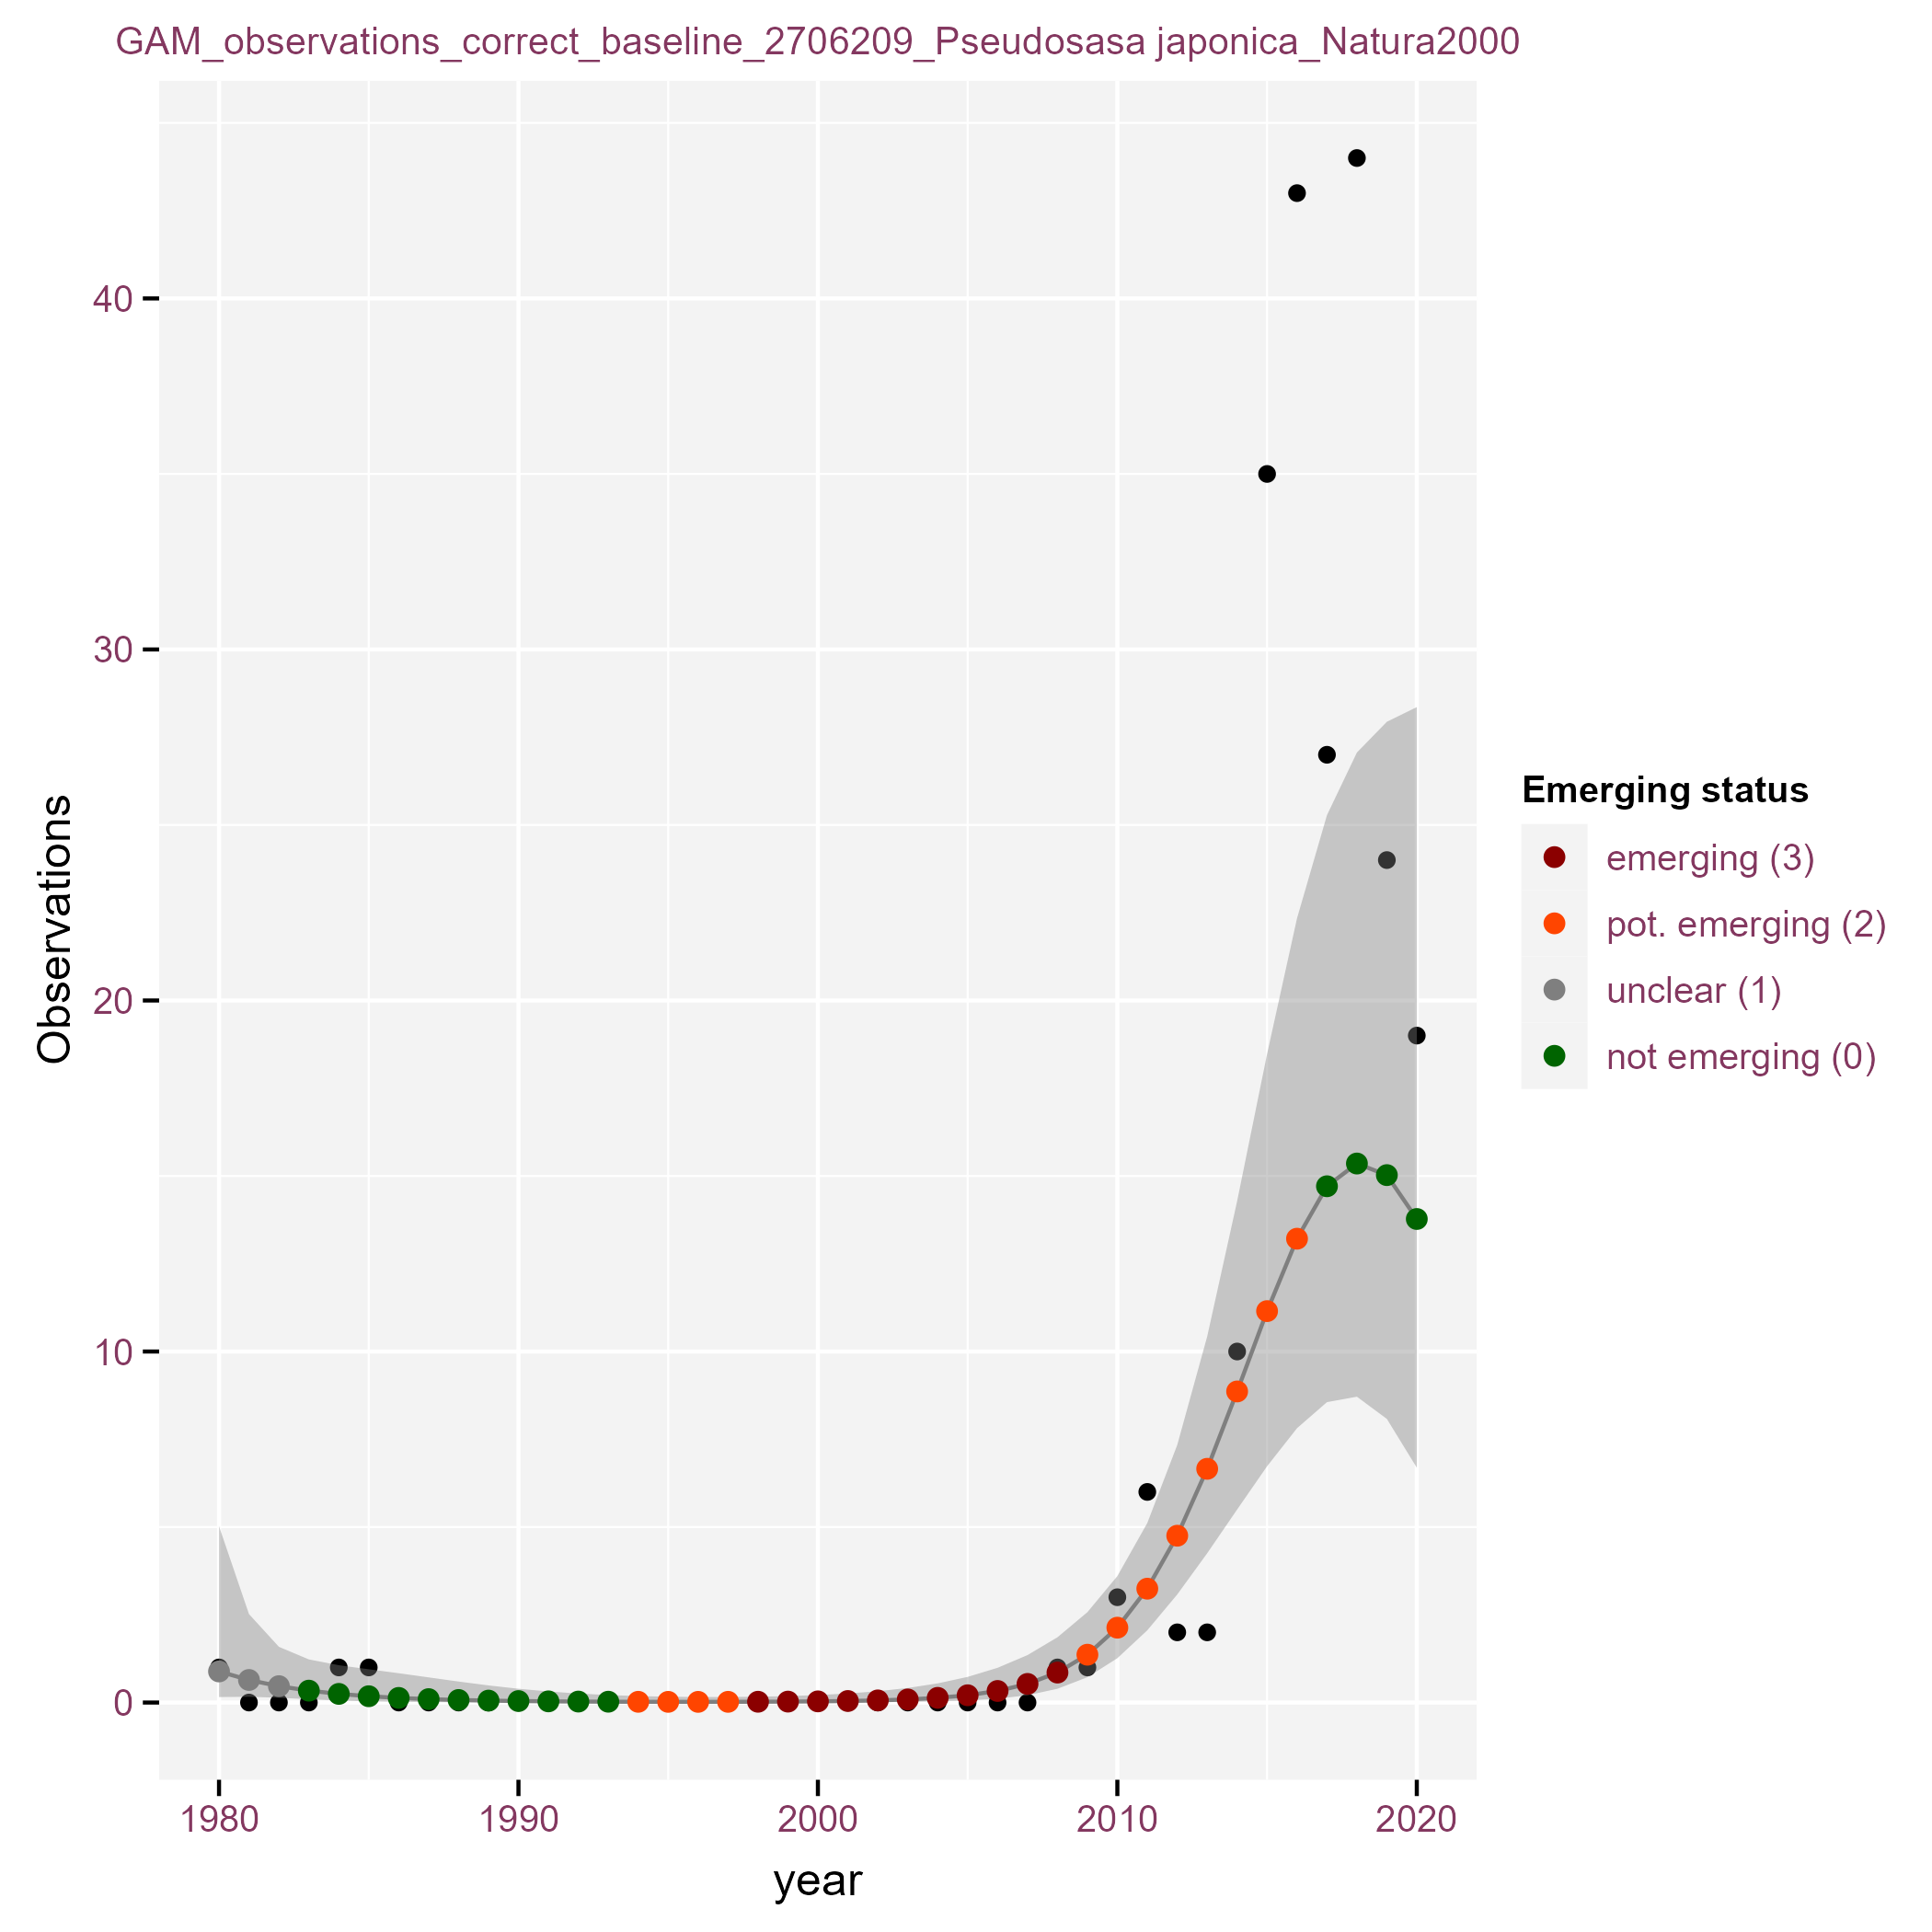 GAM_observations_correct_baseline_2706209_Pseudosasa japonica_Natura2000
Observations
40
30
20
10
0
1980 1990 2000 2010 2020
year
Emerging status
emerging (3)
pot. emerging (2)
unclear (1)
not emerging (0)